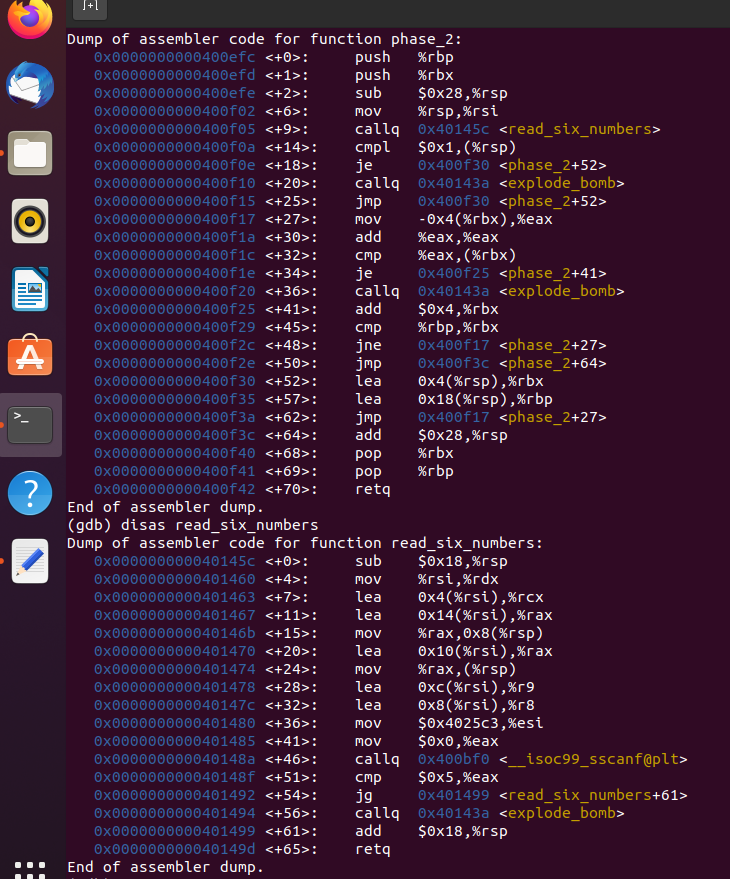 Dump of assembler code for function phase_2:
0x0000000000400efc <+0>: push %rbp
0x0000000000400efd <+1>: push %rbx
0x0000000000400efe <+2>: sub $0x28,%rsp
0x0000000000400f02 <+6>: mov %rsp,%rsi
0x0000000000400f05 <+9>: callq 0x40145c <read_six_numbers>
0x0000000000400f0a <+14>: cmpl $0x1,(%rsp)
0x0000000000400f0e <+18>: je 0x400f30 <phase_2+52>
0x0000000000400f10 <+20>: callq 0x40143a <explode_bomb>
0x0000000000400f15 <+25>: jmp 0x400f30 <phase_2+52>
0x0000000000400f17 <+27>: mov -0x4(%rbx),%eax
0x0000000000400f1a <+30>: add %eax,%eax
0x0000000000400f1c <+32>: cmp %eax,(%rbx)
0x0000000000400f1e <+34>: je 0x400f25 <phase_2+41>
0x0000000000400f20 <+36>: callq 0x40143a <explode_bomb>
0x0000000000400f25 <+41>: add $0x4,%rbx
0x0000000000400f29 <+45>: cmp %rbp,%rbx
0x0000000000400f2c <+48>: jne 0x400f17 <phase_2+27>
0x0000000000400f2e <+50>: jmp 0x400f3c <phase_2+64>
0x0000000000400f30 <+52>: lea 0x4(%rsp),%rbx
0x0000000000400f35 <+57>: lea 0x18(%rsp),%rbp
0x0000000000400f3a <+62>: jmp 0x400f17 <phase_2+27>
0x0000000000400f3c <+64>: add $0x28,%rsp
0x0000000000400f40 <+68>: pop %rbx
0x0000000000400f41 <+69>: pop %rbp
0x0000000000400f42 <+70>: retq
End of assembler dump.
(gdb) disas read_six_numbers
Dump of assembler code for function read_six_numbers:
0x000000000040145c <+0>: sub $0x18,%rsp
0x0000000000401460 <+4>: mov %rsi,%rdx
0x0000000000401463 <+7>: lea 0x4(%rsi),%rcx
0x0000000000401467 <+11>: lea 0x14(%rsi),%rax
0x000000000040146b <+15>: mov %rax,0x8(%rsp)
0x0000000000401470 <+20>: lea 0x10(%rsi),%rax
0x0000000000401474 <+24>: mov %rax,(%rsp)
0x0000000000401478 <+28>: lea 0xc(%rsi),%r9
0x000000000040147c <+32>: lea 0x8(%rsi),%r8
0x0000000000401480 <+36>: mov $0x4025c3,%esi
0x0000000000401485 <+41>: mov $0x0,%eax
0x000000000040148a <+46>: callq 0x400bf0 <__isoc99_sscanf@plt>
0x000000000040148f <+51>: cmp $0x5,%eax
0x0000000000401492 <+54>: jg 0x401499 <read_six_numbers+61>
0x0000000000401494 <+56>: callq 0x40143a <explode_bomb>
0x0000000000401499 <+61>: add $0x18,%rsp
0x000000000040149d <+65>: retq
End of assembler dump.